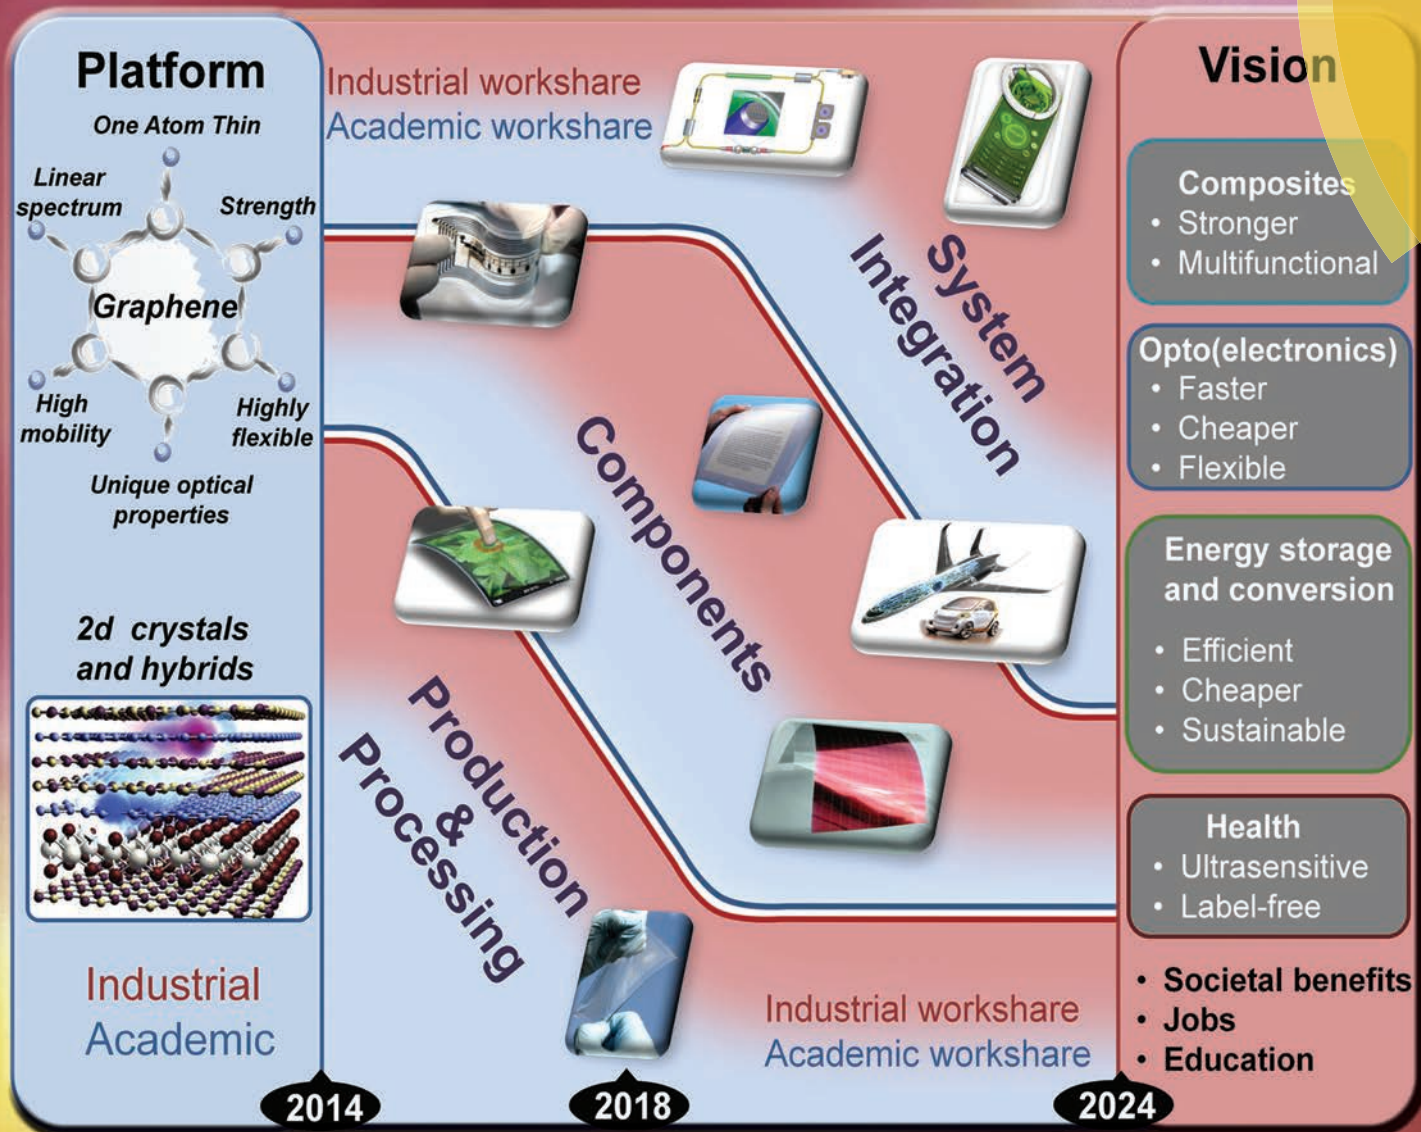 Platform
One Atom Thin
Linear
spectrum
Strength
Graphene
High
mobility
Highly
flexible
Unique optical
properties
2d crystals
and hybrids
Industrial
Academic
Industrial workshare
Academic workshare
System
Integration
Components
Production
&
Processing
Industrial workshare
Academic workshare
Vision
Composites
• Stronger
• Multifunctional
Opto(electronics)
• Faster
• Cheaper
• Flexible
Energy storage
and conversion
• Efficient
• Cheaper
• Sustainable
Health
• Ultrasensitive
• Label-free
• Societal benefits
• Jobs
• Education
2014
2018
2024